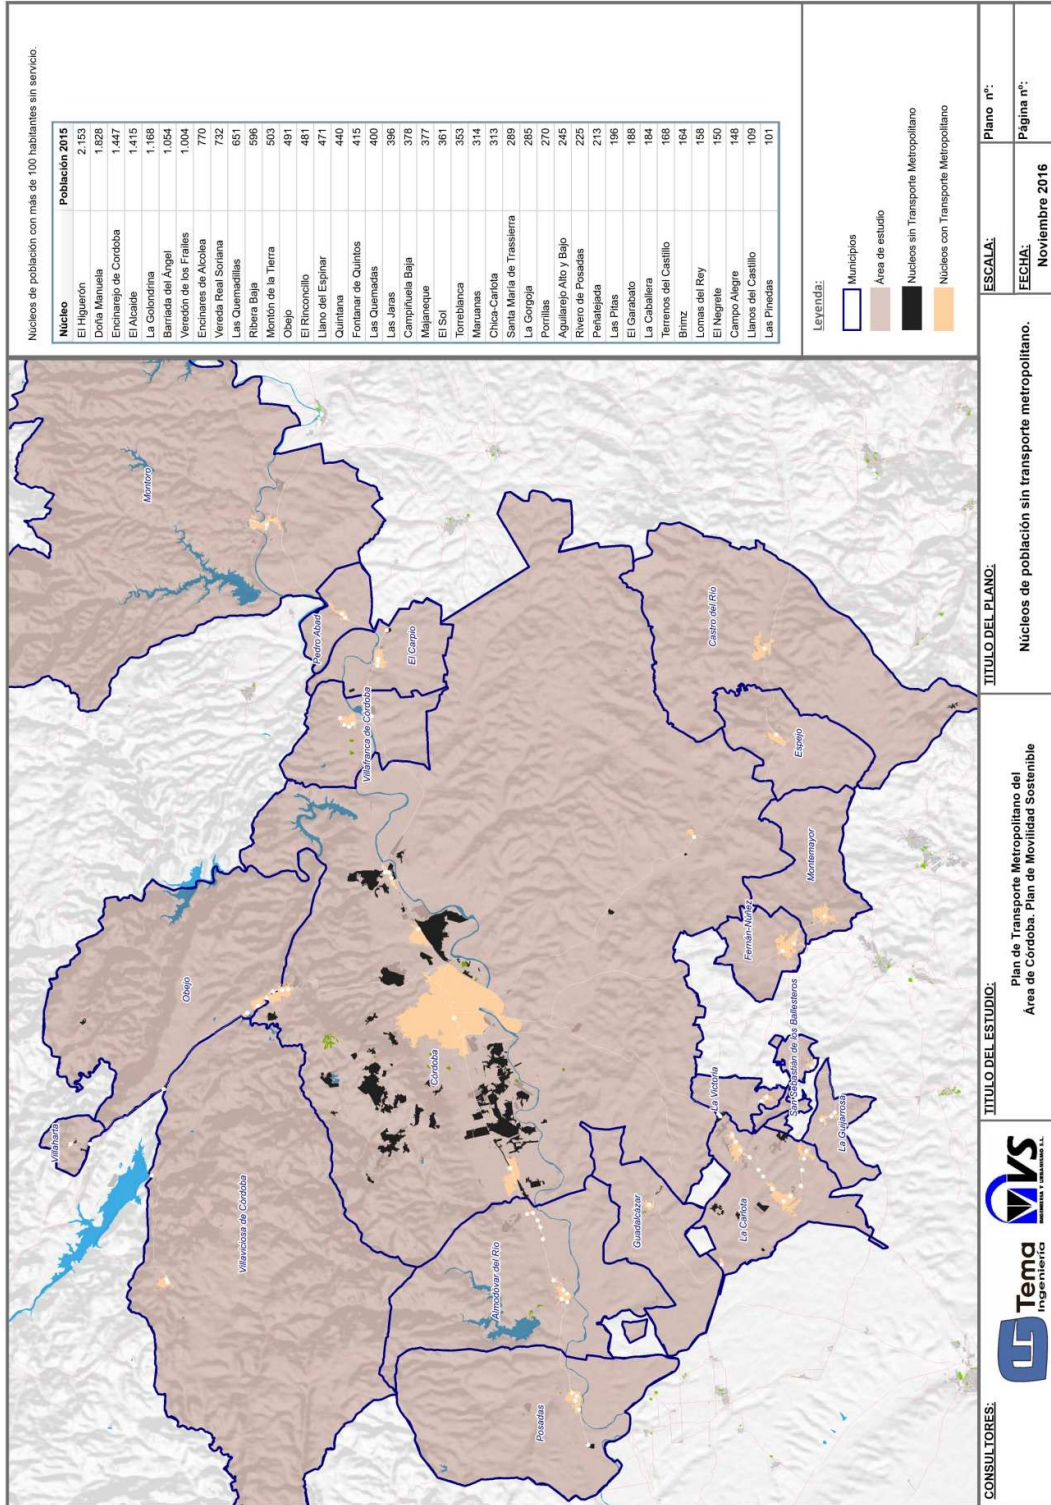 Núcleos de población con más de 100 habitantes sin servicio.
Núcleo Población 2015
El Higuerón 2.153
Doña Manuela 1.828
Encinarejo de Cordoba 1.447
El Alcaide 1.415
La Golondrina 1.168
Barriada del Ángel 1.054
Veredón de los Frailes 1.004
Encinares de Alcolea 770
Vereda Real Soriana 732
Las Quemadillas 651
Ribera Baja 596
Montón de la Tierra 503
Obejo 491
El Rinconcillo 481
Llano del Espinar 471
Quintana 440
Fontanar de Quintos 415
Las Quemadas 400
Las Jaras 396
Campiñuela Baja 378
Majaneque 377
El Sol 361
Torreblanca 353
Maruanas 314
Chica-Carlota 313
Santa María de Trassierra 289
La Gorgoja 285
Porrillas 270
Aguilarejo Alto y Bajo 245
Rivero de Posadas 225
Peñatejada 213
Las Pitas 196
El Garabato 188
La Caballera 184
Terrenos del Castillo 168
Brimz 164
Lomas del Rey 158
El Negrete 150
Campo Alegre 148
Llanos del Castillo 109
Las Pinedas 101
Leyenda:
Municipios
Área de estudio
Nucleos sin Transporte Metropolitano
Núcleos con Transporte Metropolitano
Montoro
Pedro Abad
El Carpio
Villafranca de Córdoba
Villaharta
Obejo
Villaviciosa de Córdoba
Córdoba
Castro del Río
Espejo
Montemayor
Fernán-Núñez
San Sebastián de los Ballesteros
La Victoria
La Guijarrosa
La Carlota
Guadalcázar
Almodóvar del Río
Posadas
CONSULTORES:
Tema
Ingeniería
VS
INGENIERIA Y URBANISMO S.L.
TITULO DEL ESTUDIO:
Plan de Transporte Metropolitano del
Área de Córdoba. Plan de Movilidad Sostenible
TITULO DEL PLANO:
Núcleos de población sin transporte metropolitano.
ESCALA:
FECHA:
Noviembre 2016
Plano nº:
Página nº: